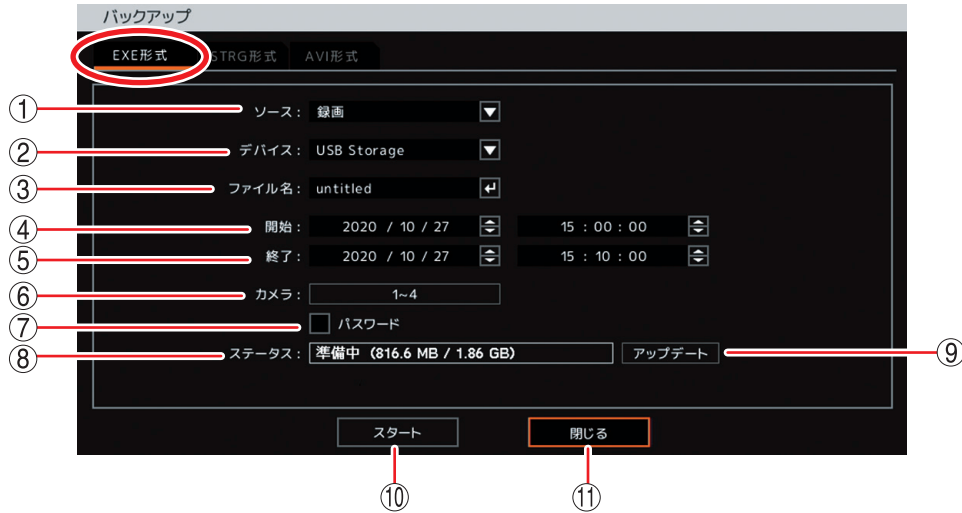 バックアップ
EXE形式 STRG形式 AVI形式
① ソース : 録画
② デバイス : USB Storage
③ ファイル名 : untitled
④ 開始 : 2020 / 10 / 27 15 : 00 : 00
⑤ 終了 : 2020 / 10 / 27 15 : 10 : 00
⑥ カメラ : 1~4
⑦ パスワード
⑧ ステータス : 準備中 (816.6 MB / 1.86 GB) アップデート ⑨
スタート 閉じる
⑩ ⑪